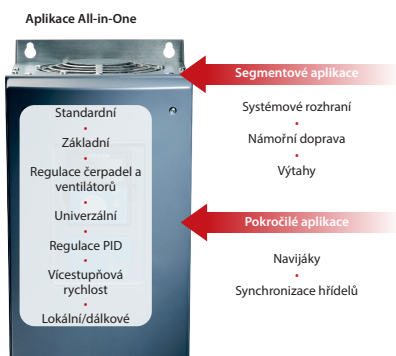 Aplikace All-in-One
Standardní
Základní
Regulace čerpadel a
ventilátorů
Univerzální
Regulace PID
Vícestupňová
rychlost
Lokální/dálkové
Segmentové aplikace
Systémové rozhraní
Námořní doprava
Výtahy
Pokročilé aplikace
Navijáky
Synchronizace hřídelů